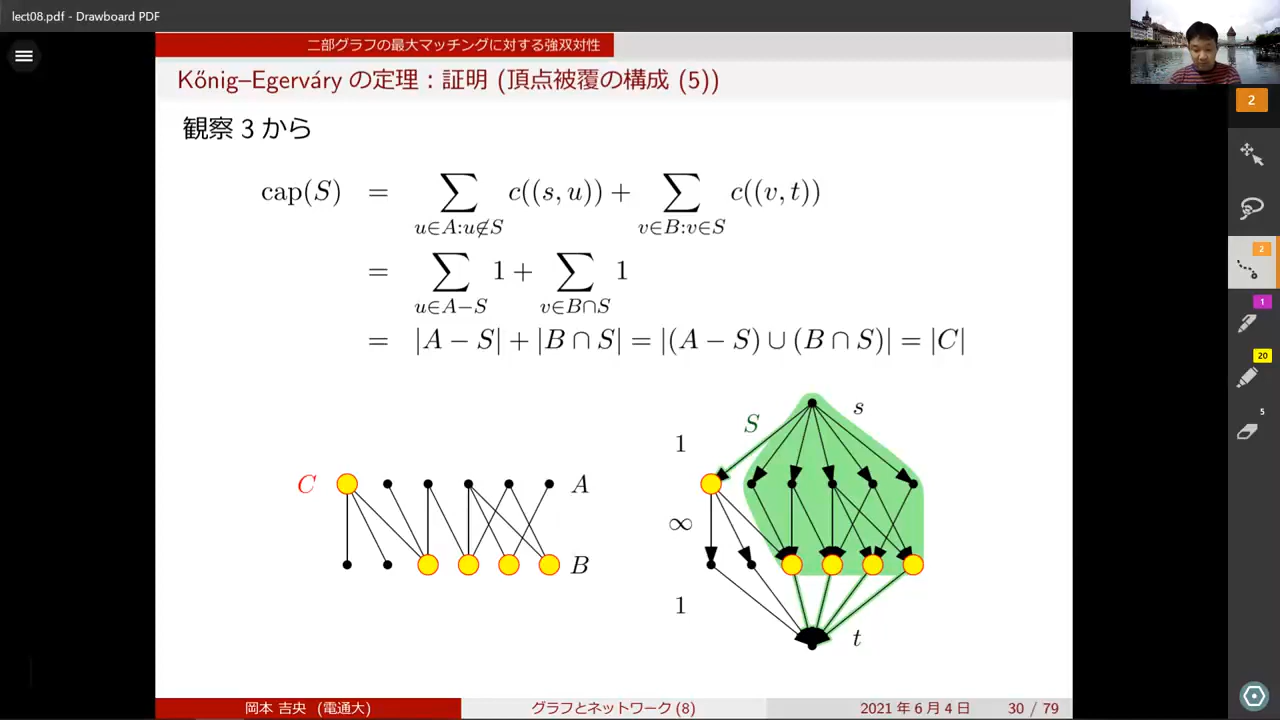 lect08.pdf - Drawboard PDF
二部グラフの最大マッチングに対する強双対性
Kőnig–Egerváry の定理 : 証明 (頂点被覆の構成 (5))
観察 3 から
cap(S) = ∑_{u∈A:u∉S} c((s, u)) + ∑_{v∈B:v∈S} c((v, t))
= ∑_{u∈A−S} 1 + ∑_{v∈B∩S} 1
= |A − S| + |B ∩ S| = |(A − S) ∪ (B ∩ S)| = |C|
C
A
B
S
s
1
∞
1
t
岡本 吉央 (電通大)
グラフとネットワーク (8)
2021 年 6 月 4 日
30 / 79
2
2
1
20
5